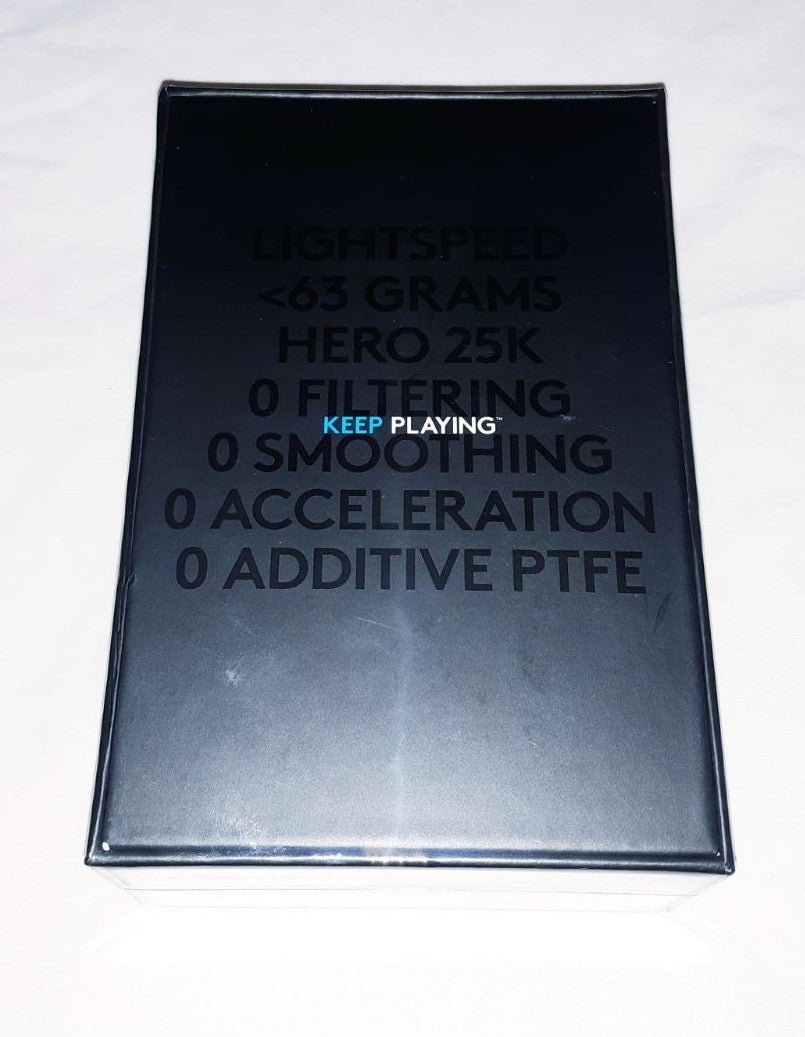 LIGHTSPEED
<63 GRAMS
HERO 25K
0 FILTERING
KEEP PLAYING™
0 SMOOTHING
0 ACCELERATION
0 ADDITIVE PTFE